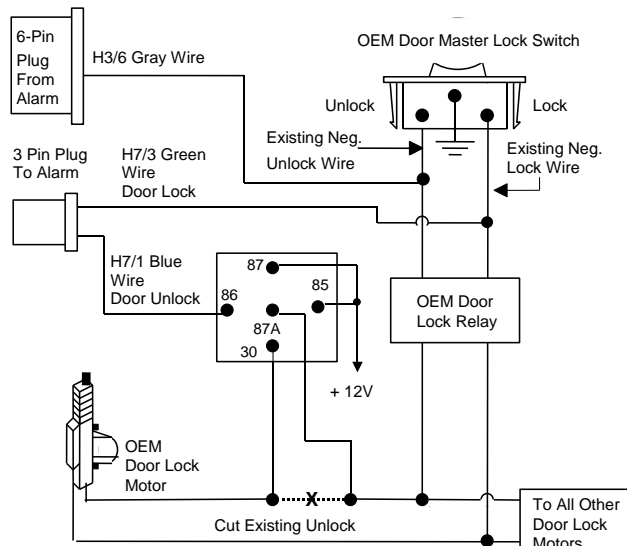 6-Pin
Plug
From
Alarm
H3/6 Gray Wire
OEM Door Master Lock Switch
Unlock
Lock
Existing Neg.
Unlock Wire
Existing Neg.
Lock Wire
3 Pin Plug
To Alarm
H7/3 Green
Wire
Door Lock
H7/1 Blue
Wire
Door Unlock
87
85
86
87A
30
+ 12V
OEM Door
Lock Relay
OEM
Door Lock
Motor
X
Cut Existing Unlock
To All Other
Door Lock
Motors